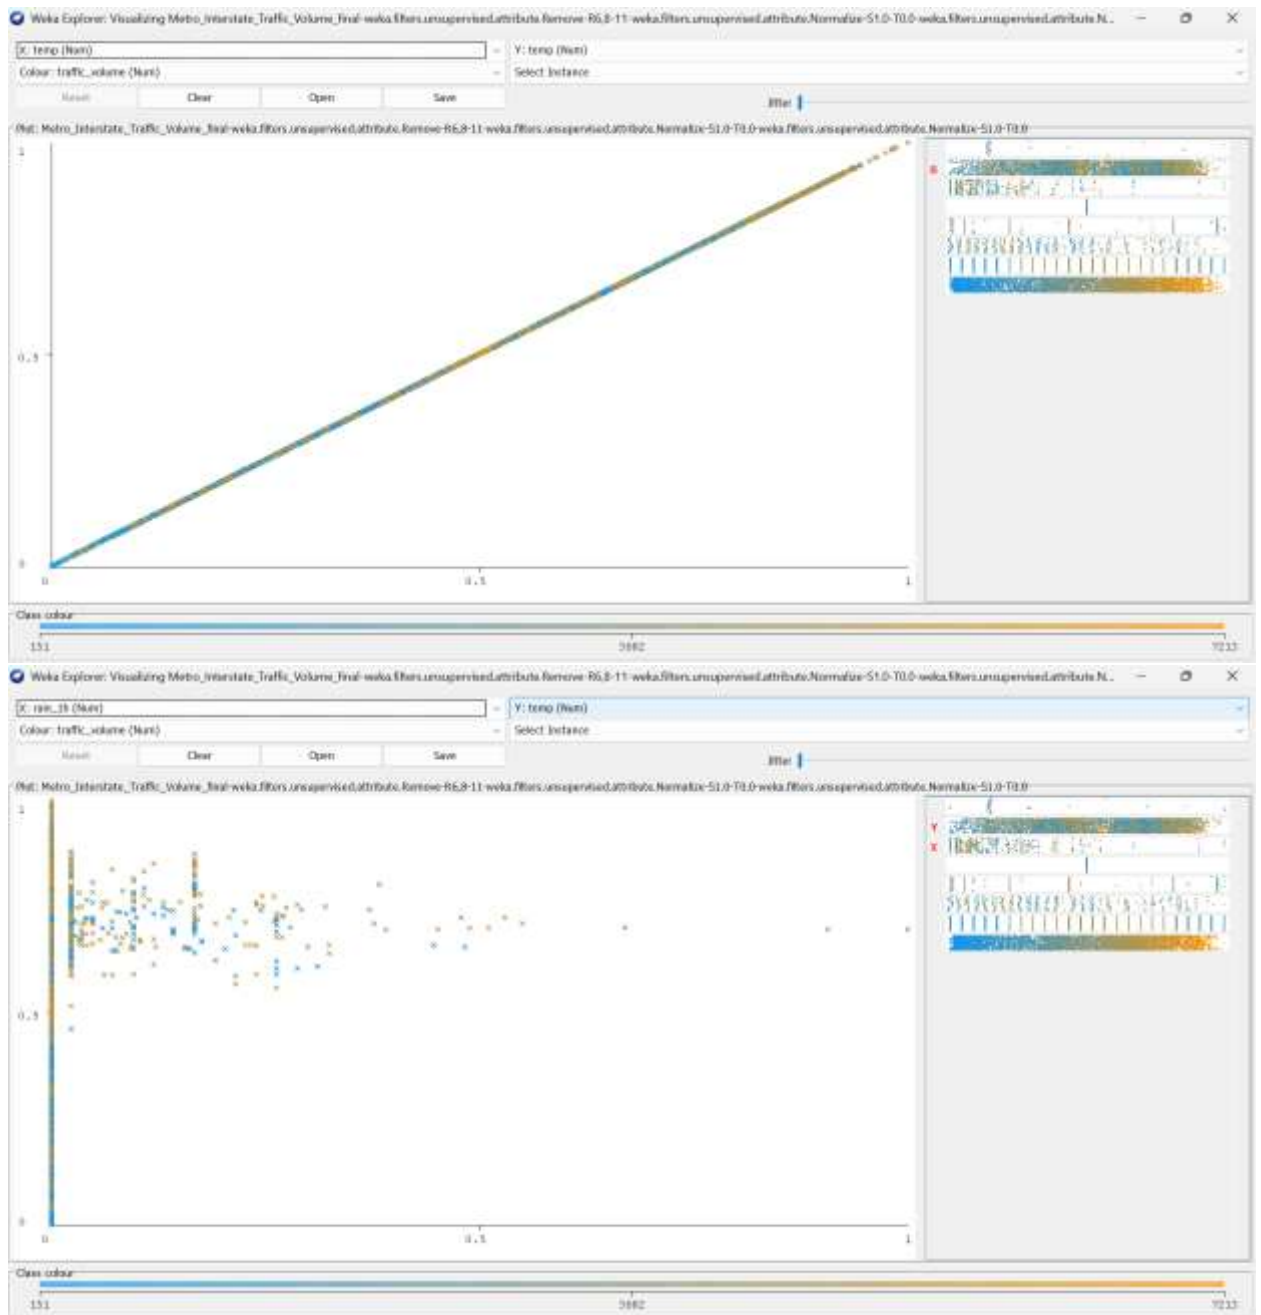 Weka Explorer: Visualizing Metro_Interstate_Traffic_Volume_final-weka.filters.unsupervised.attribute.Remove-R6,8-11-weka.filters.unsupervised.attribute.Normalize-S1.0-T0.0-weka.filters.unsupervised.attribute.N...
X: temp (Num)
Y: temp (Num)
Colour: traffic_volume (Num)
Select Instance
Reset
Clear
Open
Save
Jitter
Plot: Metro_Interstate_Traffic_Volume_final-weka.filters.unsupervised.attribute.Remove-R6,8-11-weka.filters.unsupervised.attribute.Normalize-S1.0-T0.0-weka.filters.unsupervised.attribute.Normalize-S1.0-T0.0
1
B
0.5
0
0
0.5
1
Class colour
151
3682
7213
Weka Explorer: Visualizing Metro_Interstate_Traffic_Volume_final-weka.filters.unsupervised.attribute.Remove-R6,8-11-weka.filters.unsupervised.attribute.Normalize-S1.0-T0.0-weka.filters.unsupervised.attribute.N...
X: rain_1h (Num)
Y: temp (Num)
Colour: traffic_volume (Num)
Select Instance
Reset
Clear
Open
Save
Jitter
Plot: Metro_Interstate_Traffic_Volume_final-weka.filters.unsupervised.attribute.Remove-R6,8-11-weka.filters.unsupervised.attribute.Normalize-S1.0-T0.0-weka.filters.unsupervised.attribute.Normalize-S1.0-T0.0
1
Y
X
0.5
0
0
0.5
1
Class colour
151
3682
7213